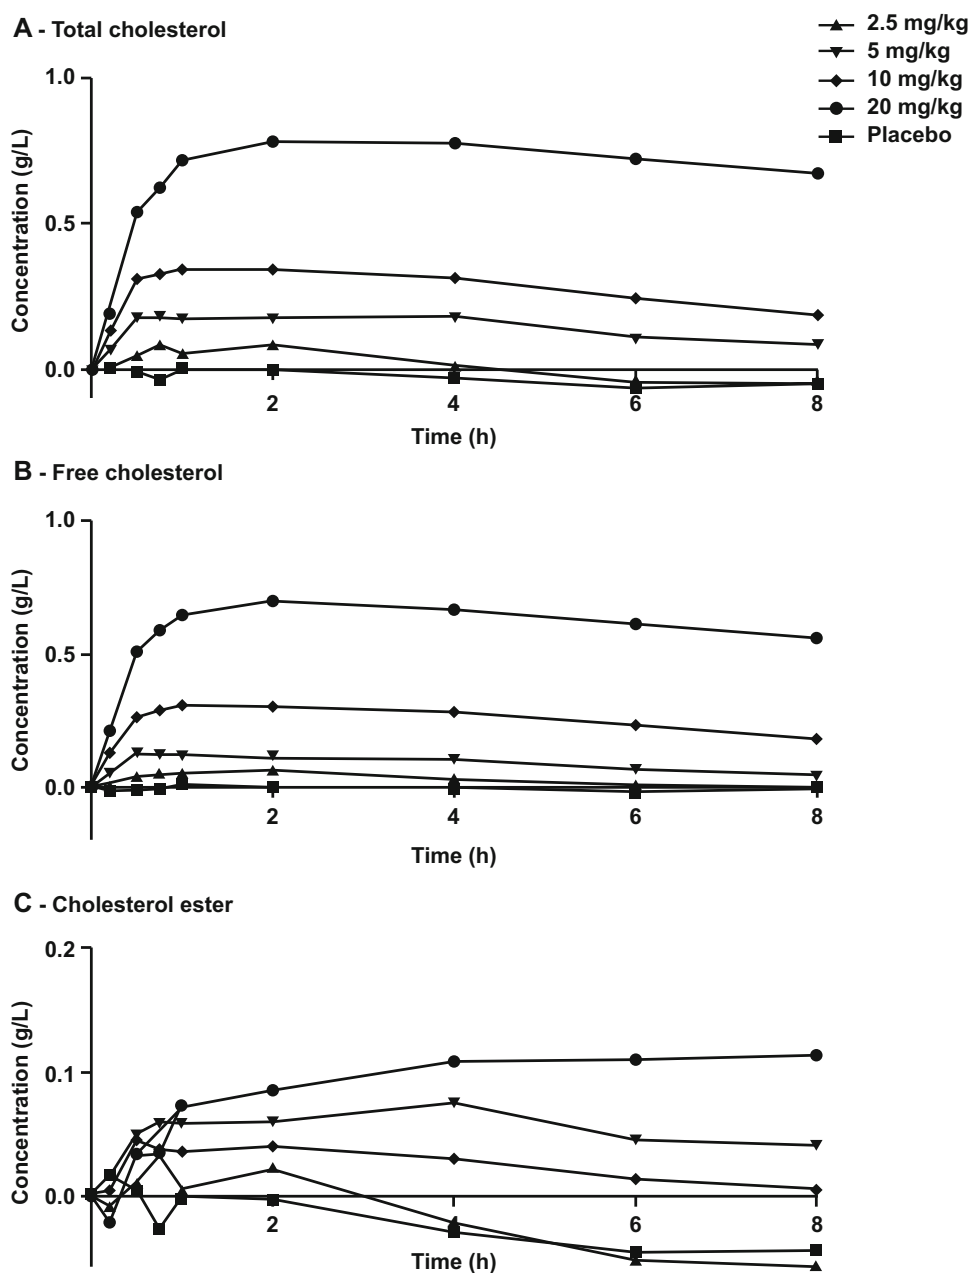 A - Total cholesterol
2.5 mg/kg
5 mg/kg
10 mg/kg
20 mg/kg
Placebo
1.0
0.5
0.0
Concentration (g/L)
2
4
6
8
Time (h)
B - Free cholesterol
1.0
0.5
0.0
Concentration (g/L)
2
4
6
8
Time (h)
C - Cholesterol ester
0.2
0.1
0.0
Concentration (g/L)
2
4
6
8
Time (h)